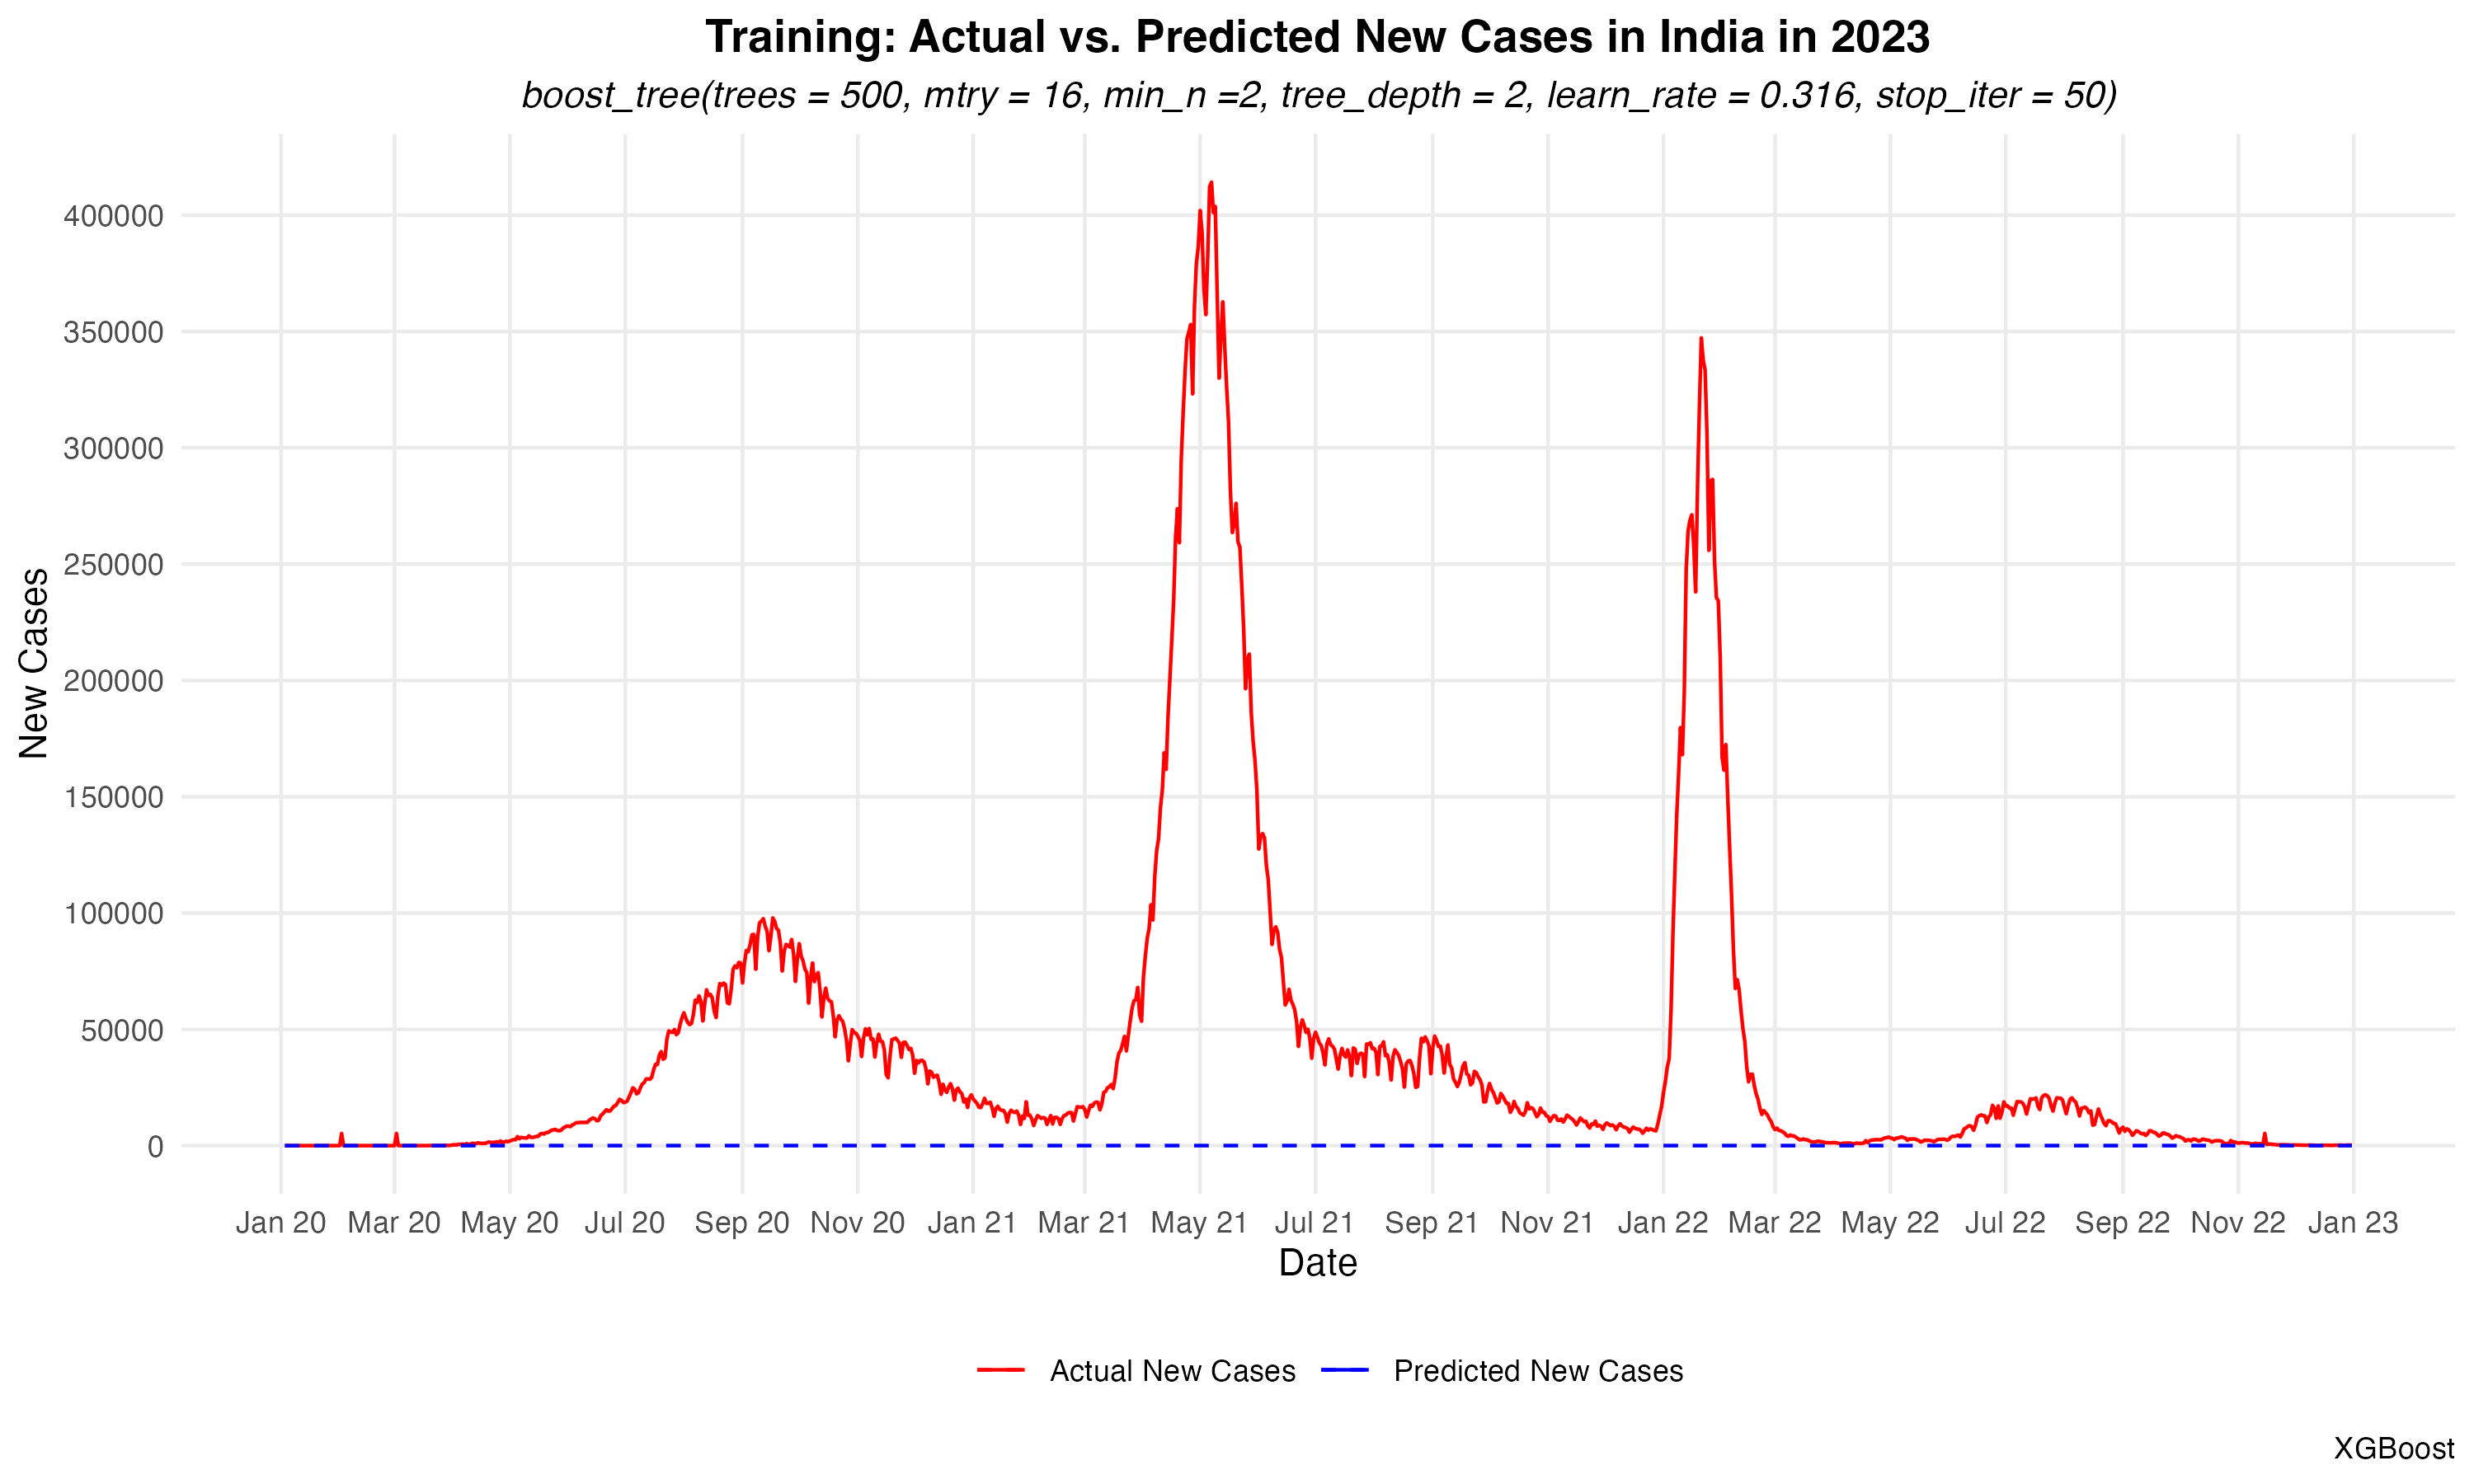 Training: Actual vs. Predicted New Cases in India in 2023
boost_tree(trees = 500, mtry = 16, min_n =2, tree_depth = 2, learn_rate = 0.316, stop_iter = 50)
New Cases
400000
350000
300000
250000
200000
150000
100000
50000
0
Jan 20 Mar 20 May 20 Jul 20 Sep 20 Nov 20 Jan 21 Mar 21 May 21 Jul 21 Sep 21 Nov 21 Jan 22 Mar 22 May 22 Jul 22 Sep 22 Nov 22 Jan 23
Date
Actual New Cases Predicted New Cases
XGBoost